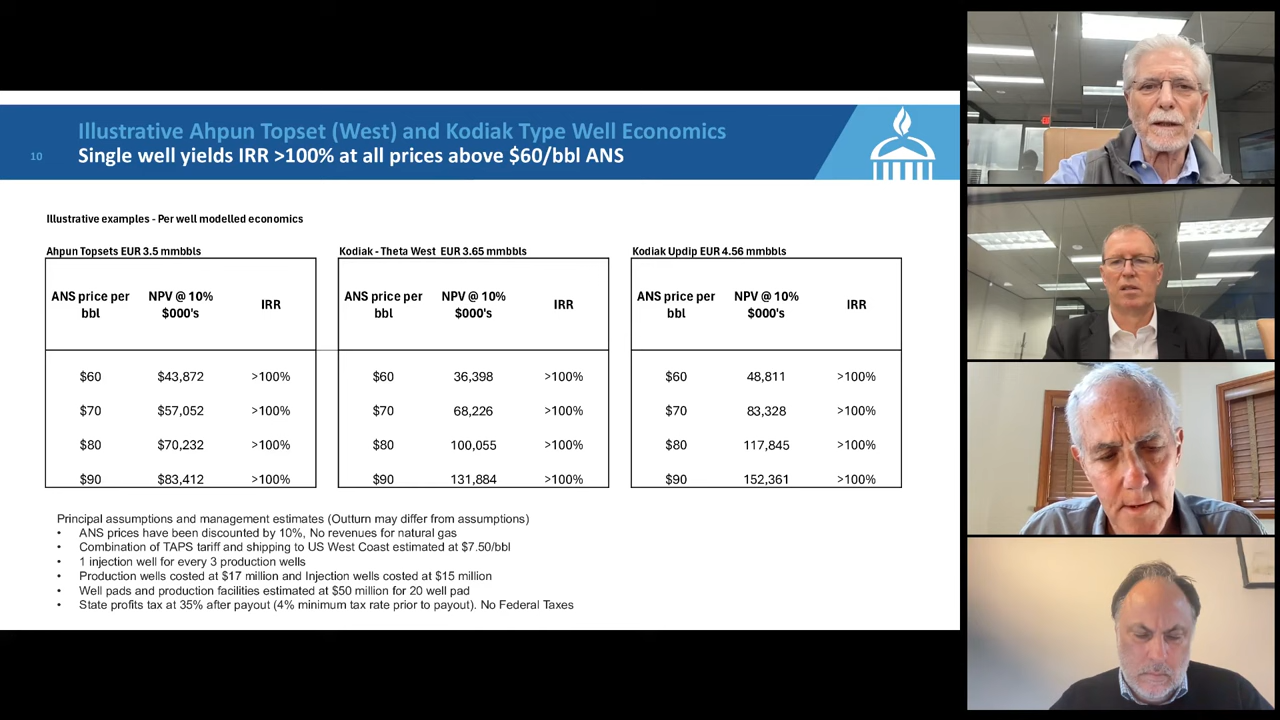 Illustrative Ahpun Topset (West) and Kodiak Type Well Economics
10
Single well yields IRR >100% at all prices above $60/bbl ANS
Illustrative examples - Per well modelled economics
Ahpun Topsets EUR 3.5 mmbbls
ANS price per bbl NPV @ 10% $000's IRR
$60 $43,872 >100%
$70 $57,052 >100%
$80 $70,232 >100%
$90 $83,412 >100%
Kodiak - Theta West EUR 3.65 mmbbls
ANS price per bbl NPV @ 10% $000's IRR
$60 36,398 >100%
$70 68,226 >100%
$80 100,055 >100%
$90 131,884 >100%
Kodiak Updip EUR 4.56 mmbbls
ANS price per bbl NPV @ 10% $000's IRR
$60 48,811 >100%
$70 83,328 >100%
$80 117,845 >100%
$90 152,361 >100%
Principal assumptions and management estimates (Outturn may differ from assumptions)
• ANS prices have been discounted by 10%, No revenues for natural gas
• Combination of TAPS tariff and shipping to US West Coast estimated at $7.50/bbl
• 1 injection well for every 3 production wells
• Production wells costed at $17 million and Injection wells costed at $15 million
• Well pads and production facilities estimated at $50 million for 20 well pad
• State profits tax at 35% after payout (4% minimum tax rate prior to payout). No Federal Taxes